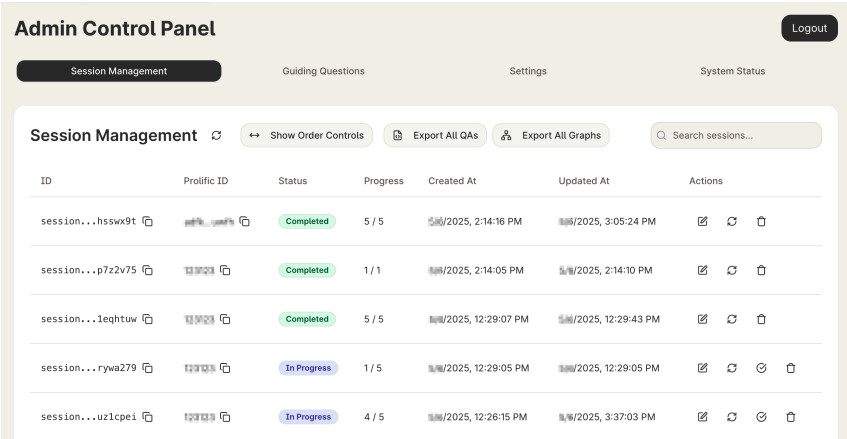 Admin Control Panel
Logout
Session Management Guiding Questions Settings System Status
Session Management Show Order Controls Export All QAs Export All Graphs Search sessions...
ID Prolific ID Status Progress Created At Updated At Actions
session...hsswx9t Completed 5 / 5 /2025, 2:14:16 PM /2025, 3:05:24 PM
session...p7z2v75 Completed 1 / 1 /2025, 2:14:05 PM /2025, 2:14:10 PM
session...1eqhtuw Completed 5 / 5 /2025, 12:29:07 PM /2025, 12:29:43 PM
session...rywa279 In Progress 1 / 5 /2025, 12:29:05 PM /2025, 12:29:05 PM
session...uz1cpei In Progress 4 / 5 /2025, 12:26:15 PM /2025, 3:37:03 PM